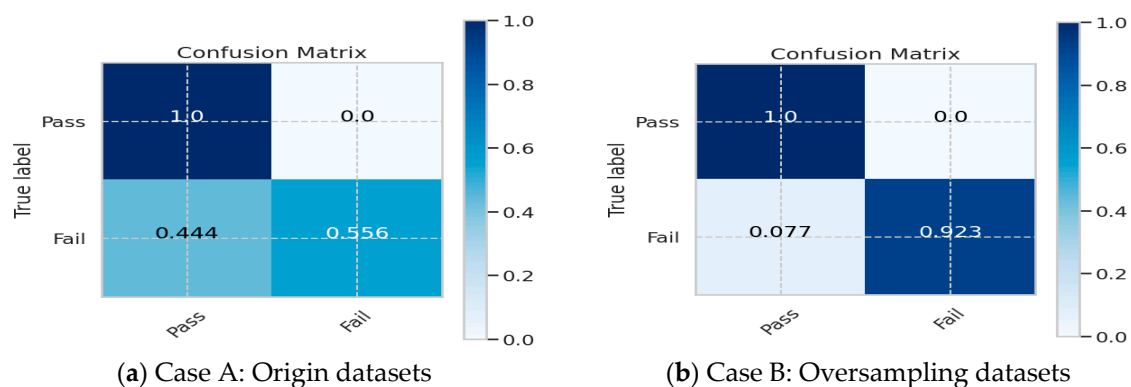 Confusion Matrix
True label
Pass
Fail
1.0
0.0
0.444
0.556
Pass
Fail
1.0
0.8
0.6
0.4
0.2
0.0
(a) Case A: Origin datasets
Confusion Matrix
True label
Pass
Fail
1.0
0.0
0.077
0.923
Pass
Fail
1.0
0.8
0.6
0.4
0.2
0.0
(b) Case B: Oversampling datasets